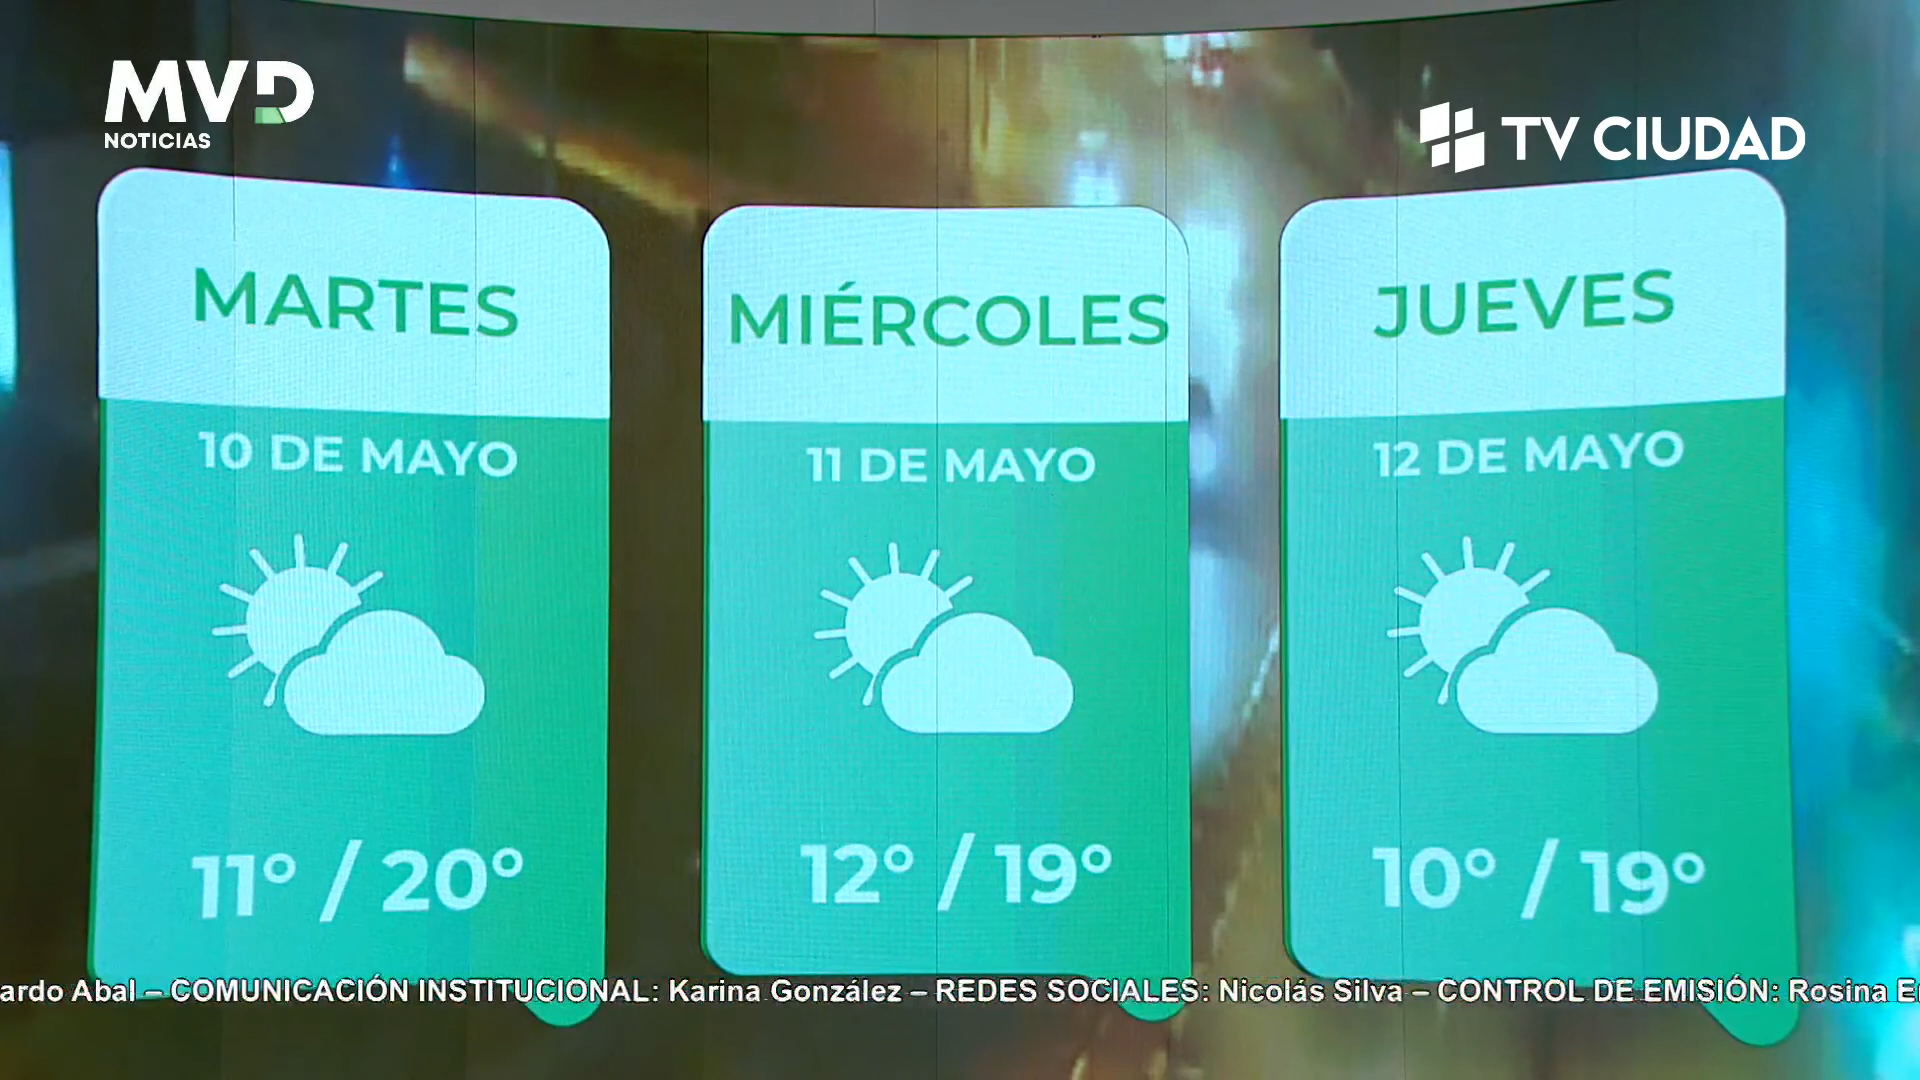 MVD
NOTICIAS
TV CIUDAD
MARTES
10 DE MAYO
11° / 20°
MIÉRCOLES
11 DE MAYO
12° / 19°
JUEVES
12 DE MAYO
10° / 19°
ardo Abal – COMUNICACIÓN INSTITUCIONAL: Karina González – REDES SOCIALES: Nicolás Silva – CONTROL DE EMISIÓN: Rosina